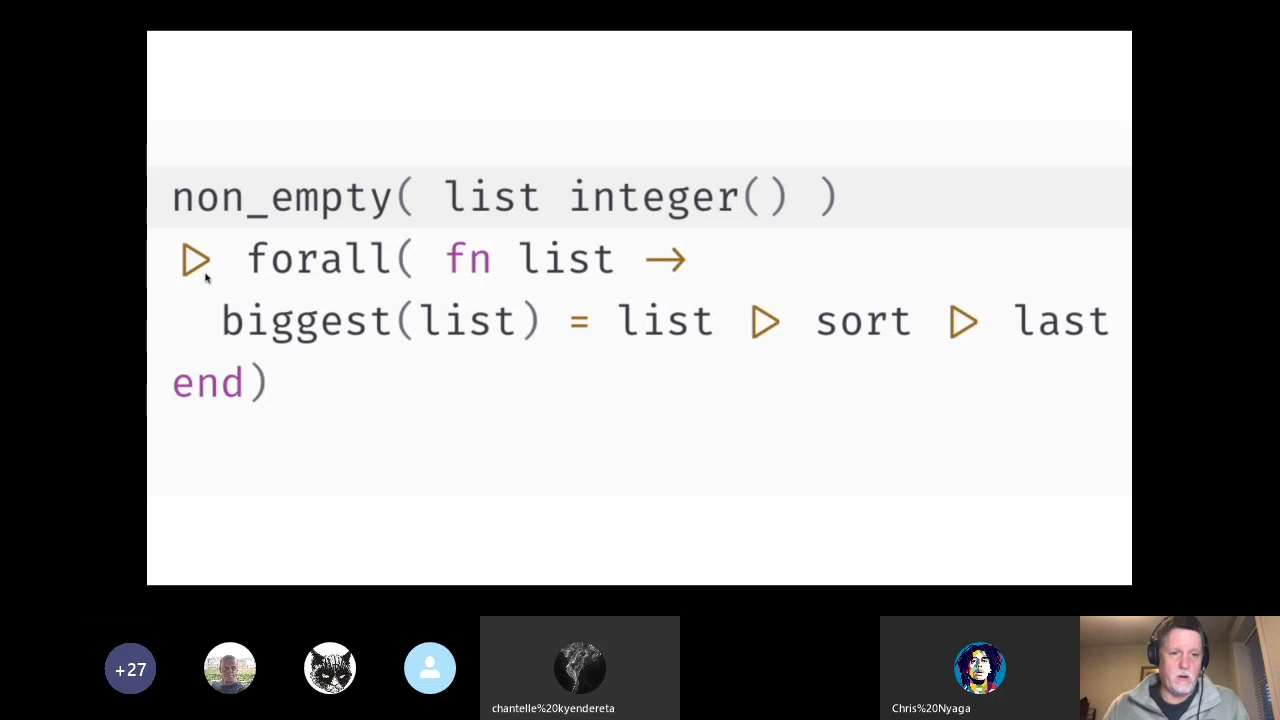 non_empty( list integer() )
▷ forall( fn list →
biggest(list) = list ▷ sort ▷ last
end)
+27
chantelle%20kyendereta
Chris%20Nyaga